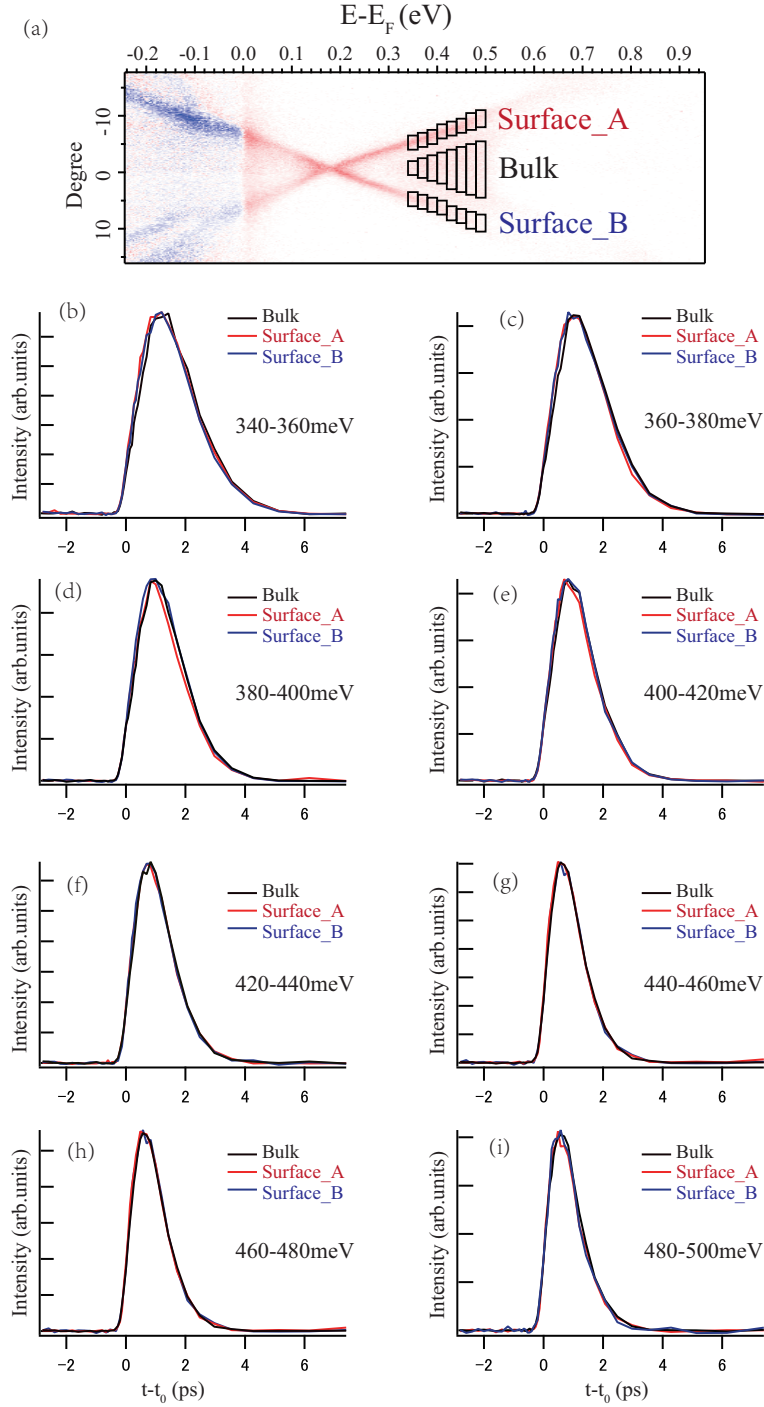 (a)
E-E_F (eV)
-0.2 -0.1 0.0 0.1 0.2 0.3 0.4 0.5 0.6 0.7 0.8 0.9
Degree
-10
0
10
Surface_A
Bulk
Surface_B
(b)
Intensity (arb.units)
Bulk
Surface_A
Surface_B
340-360meV
-2 0 2 4 6
(c)
Intensity (arb.units)
Bulk
Surface_A
Surface_B
360-380meV
-2 0 2 4 6
(d)
Intensity (arb.units)
Bulk
Surface_A
Surface_B
380-400meV
-2 0 2 4 6
(e)
Intensity (arb.units)
Bulk
Surface_A
Surface_B
400-420meV
-2 0 2 4 6
(f)
Intensity (arb.units)
Bulk
Surface_A
Surface_B
420-440meV
-2 0 2 4 6
(g)
Intensity (arb.units)
Bulk
Surface_A
Surface_B
440-460meV
-2 0 2 4 6
(h)
Intensity (arb.units)
Bulk
Surface_A
Surface_B
460-480meV
-2 0 2 4 6
t-t₀ (ps)
(i)
Intensity (arb.units)
Bulk
Surface_A
Surface_B
480-500meV
-2 0 2 4 6
t-t₀ (ps)